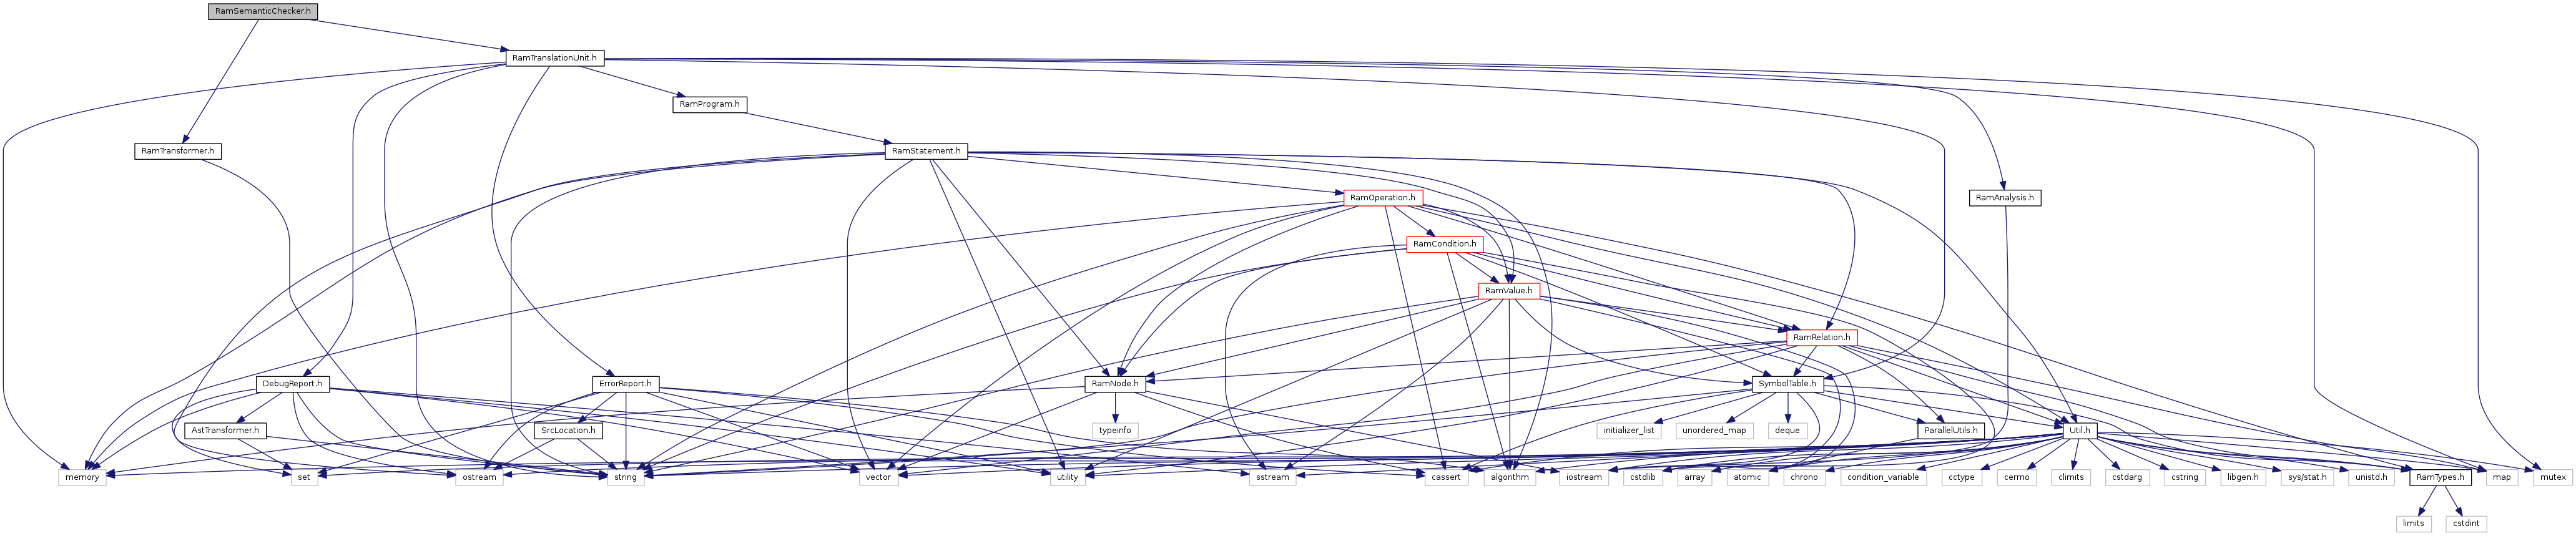 RamSemanticChecker.h
RamTranslationUnit.h
RamProgram.h
RamTransformer.h
RamStatement.h
RamOperation.h
RamAnalysis.h
RamCondition.h
RamValue.h
RamRelation.h
DebugReport.h
ErrorReport.h
RamNode.h
SymbolTable.h
AstTransformer.h
SrcLocation.h
typeinfo
initializer_list
unordered_map
deque
ParallelUtils.h
Util.h
memory
set
ostream
string
vector
utility
sstream
cassert
algorithm
iostream
cstdlib
array
atomic
chrono
condition_variable
cctype
cerrno
climits
cstdarg
cstring
libgen.h
sys/stat.h
unistd.h
RamTypes.h
map
mutex
limits
cstdint